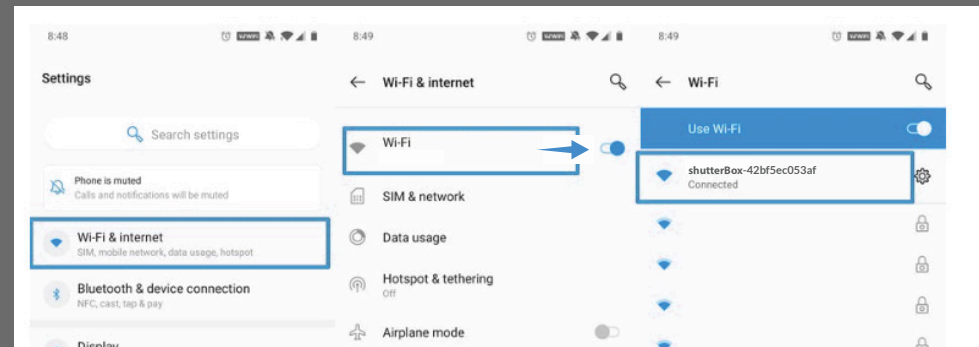 8:48
Settings
Search settings
Phone is muted
Calls and notifications will be muted
Wi-Fi & internet
SIM, mobile network, data usage, hotspot
Bluetooth & device connection
NFC, cast, tap & pay
Display
8:49
Wi-Fi & internet
Wi-Fi
SIM & network
Data usage
Hotspot & tethering
Off
Airplane mode
8:49
Wi-Fi
Use Wi-Fi
shutterBox-42bf5ec053af
Connected